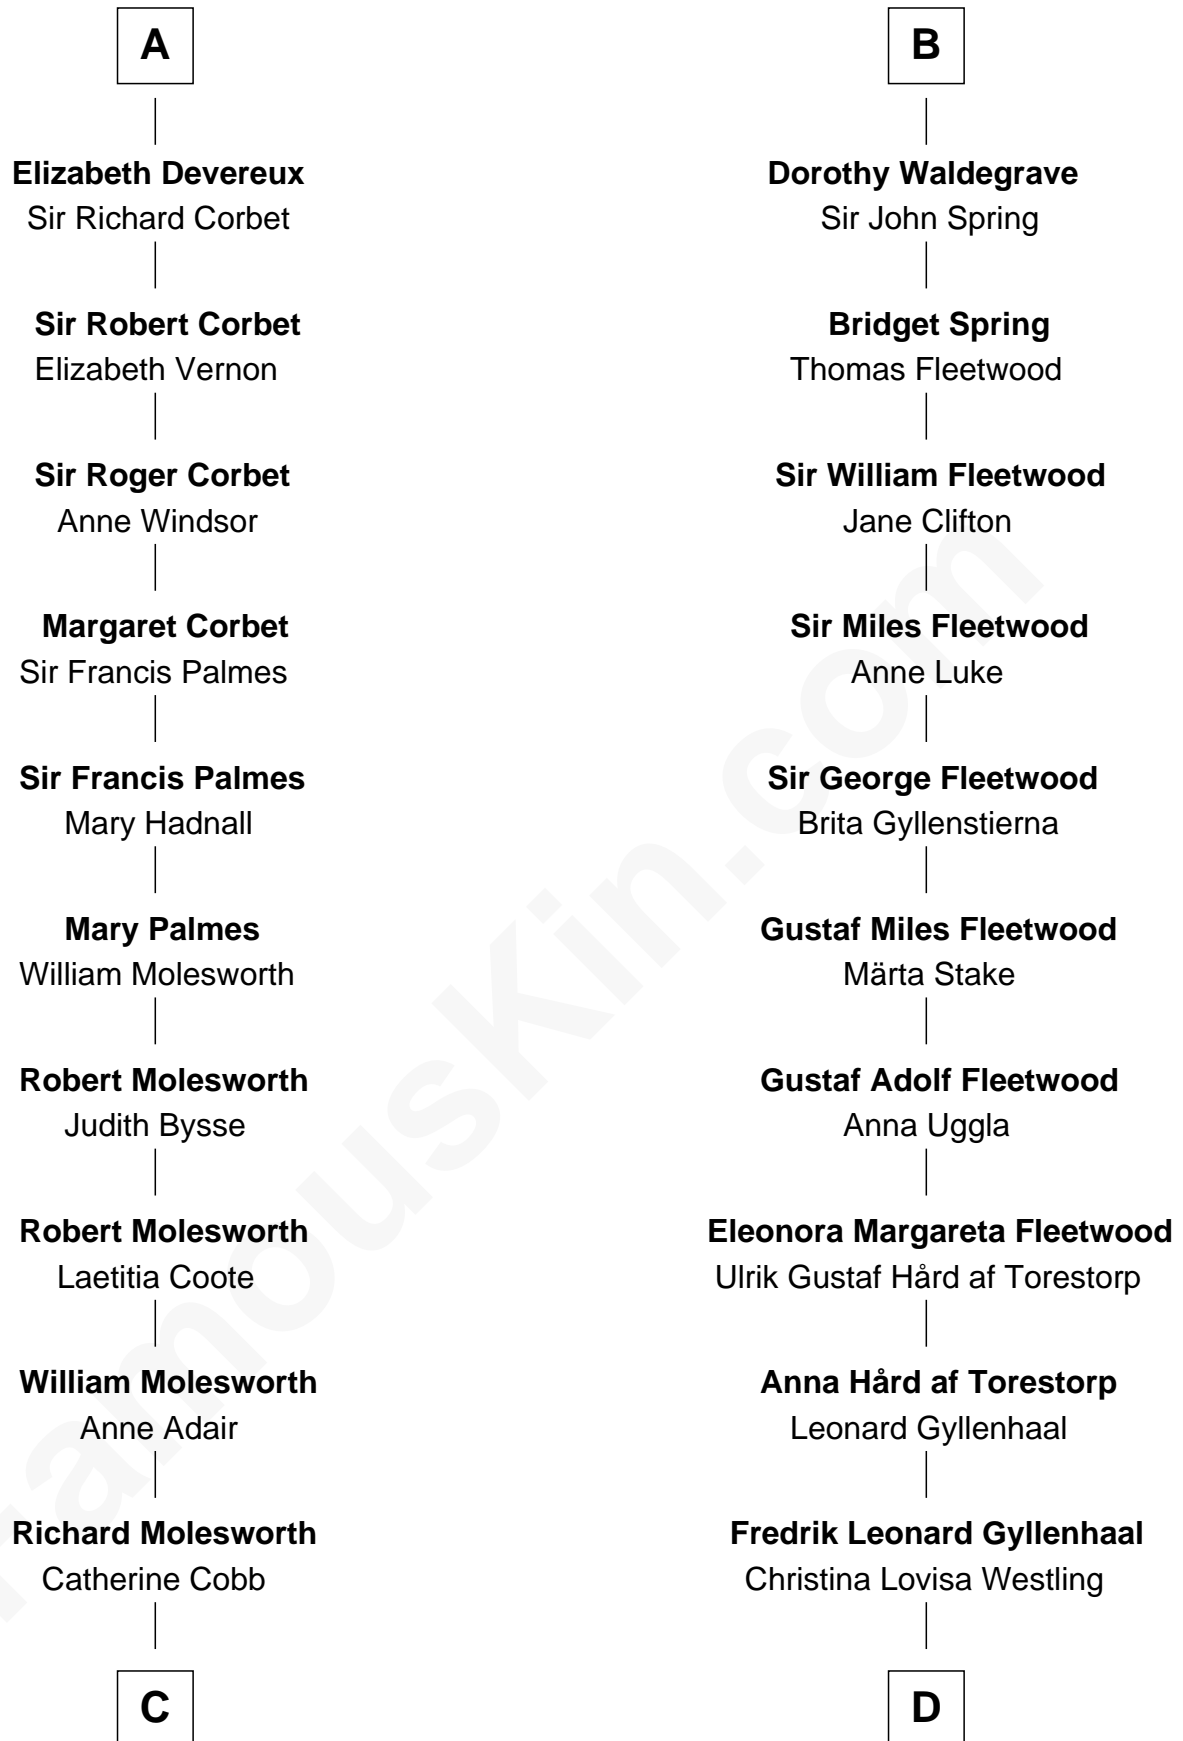 A
Elizabeth Devereux
Sir Richard Corbet
Sir Robert Corbet
Elizabeth Vernon
Sir Roger Corbet
Anne Windsor
Margaret Corbet
Sir Francis Palmes
Sir Francis Palmes
Mary Hadnall
Mary Palmes
William Molesworth
Robert Molesworth
Judith Bysse
Robert Molesworth
Laetitia Coote
William Molesworth
Anne Adair
Richard Molesworth
Catherine Cobb
C
B
Dorothy Waldegrave
Sir John Spring
Bridget Spring
Thomas Fleetwood
Sir William Fleetwood
Jane Clifton
Sir Miles Fleetwood
Anne Luke
Sir George Fleetwood
Brita Gyllenstierna
Gustaf Miles Fleetwood
Märta Stake
Gustaf Adolf Fleetwood
Anna Uggla
Eleonora Margareta Fleetwood
Ulrik Gustaf Hård af Torestorp
Anna Hård af Torestorp
Leonard Gyllenhaal
Fredrik Leonard Gyllenhaal
Christina Lovisa Westling
D
FamousKin.com